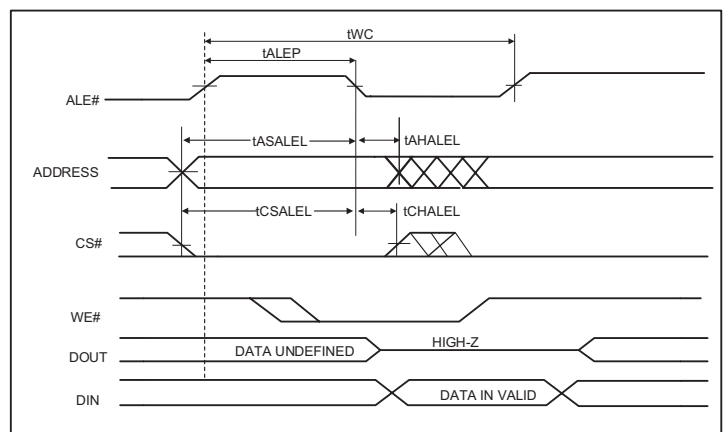 tWC
tALEP
ALE#
tASALEL
tAHALEL
ADDRESS
tCSALEL
tCHALEL
CS#
WE#
DOUT
DATA UNDEFINED
HIGH-Z
DIN
DATA IN VALID